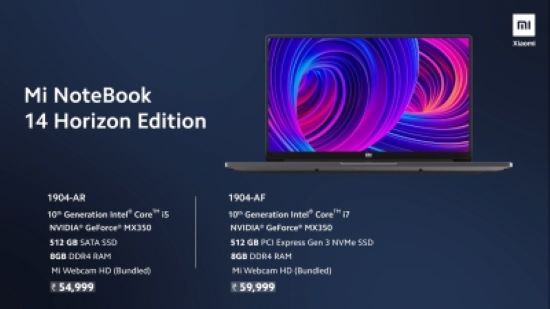 mi
Xiaomi
Mi NoteBook
14 Horizon Edition
1904-AR
10th Generation Intel® Core™ i5
NVIDIA® GeForce® MX350
512 GB SATA SSD
8GB DDR4 RAM
Mi Webcam HD (Bundled)
₹ 54,999
1904-AF
10th Generation Intel® Core™ i7
NVIDIA® GeForce® MX350
512 GB PCI Express Gen 3 NVMe SSD
8GB DDR4 RAM
Mi Webcam HD (Bundled)
₹ 59,999